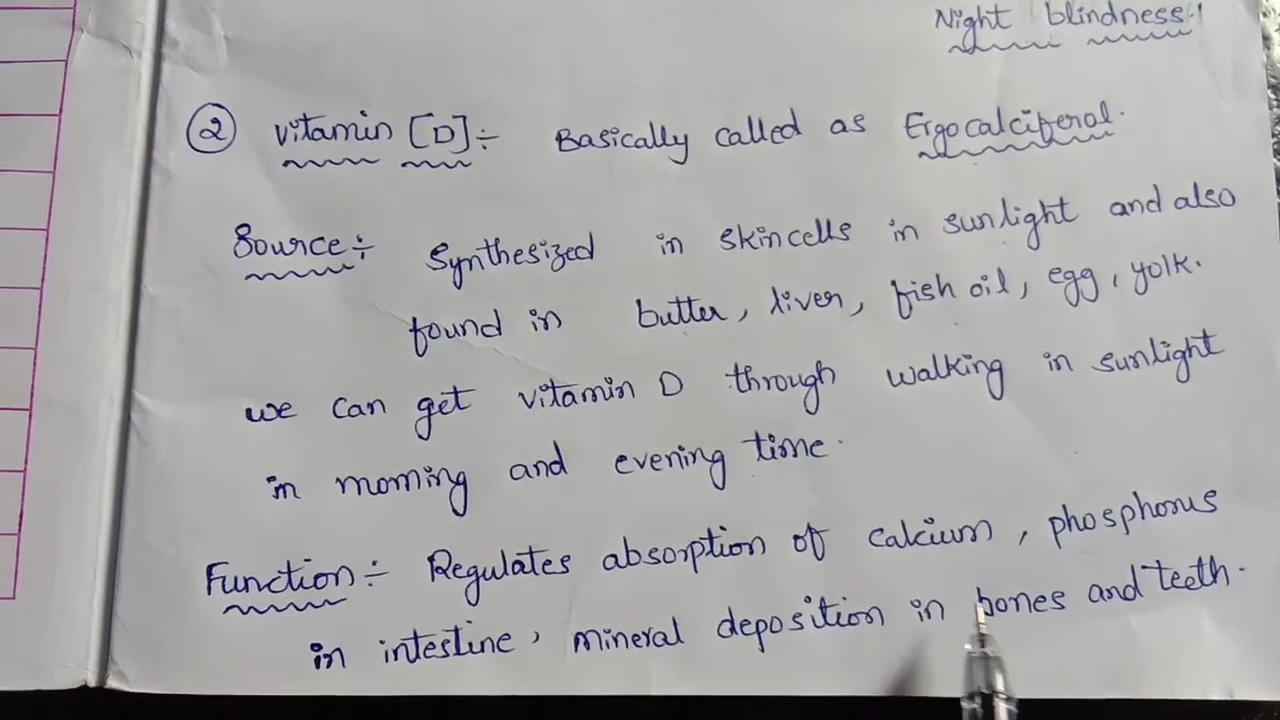 Night blindness.
② Vitamin [D]÷ Basically called as Ergocalciferol.
Source÷ Synthesized in skincells in sunlight and also
found in butter, liver, fish oil, egg, yolk.
we can get vitamin D through walking in sunlight
in morning and evening time.
Function÷ Regulates absorption of calcium, phosphorus
in intestine, mineral deposition in bones and teeth.